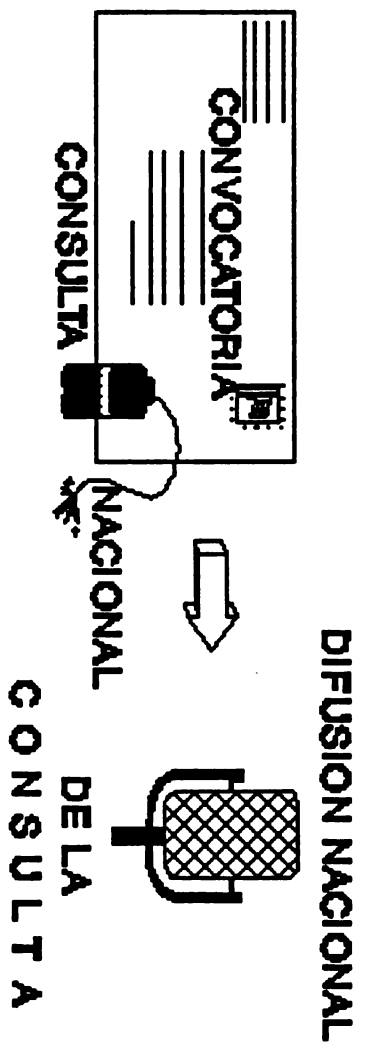 CONVOCATORIA
CONSULTA NACIONAL
DIFUSION NACIONAL
DE LA
CONSULTA